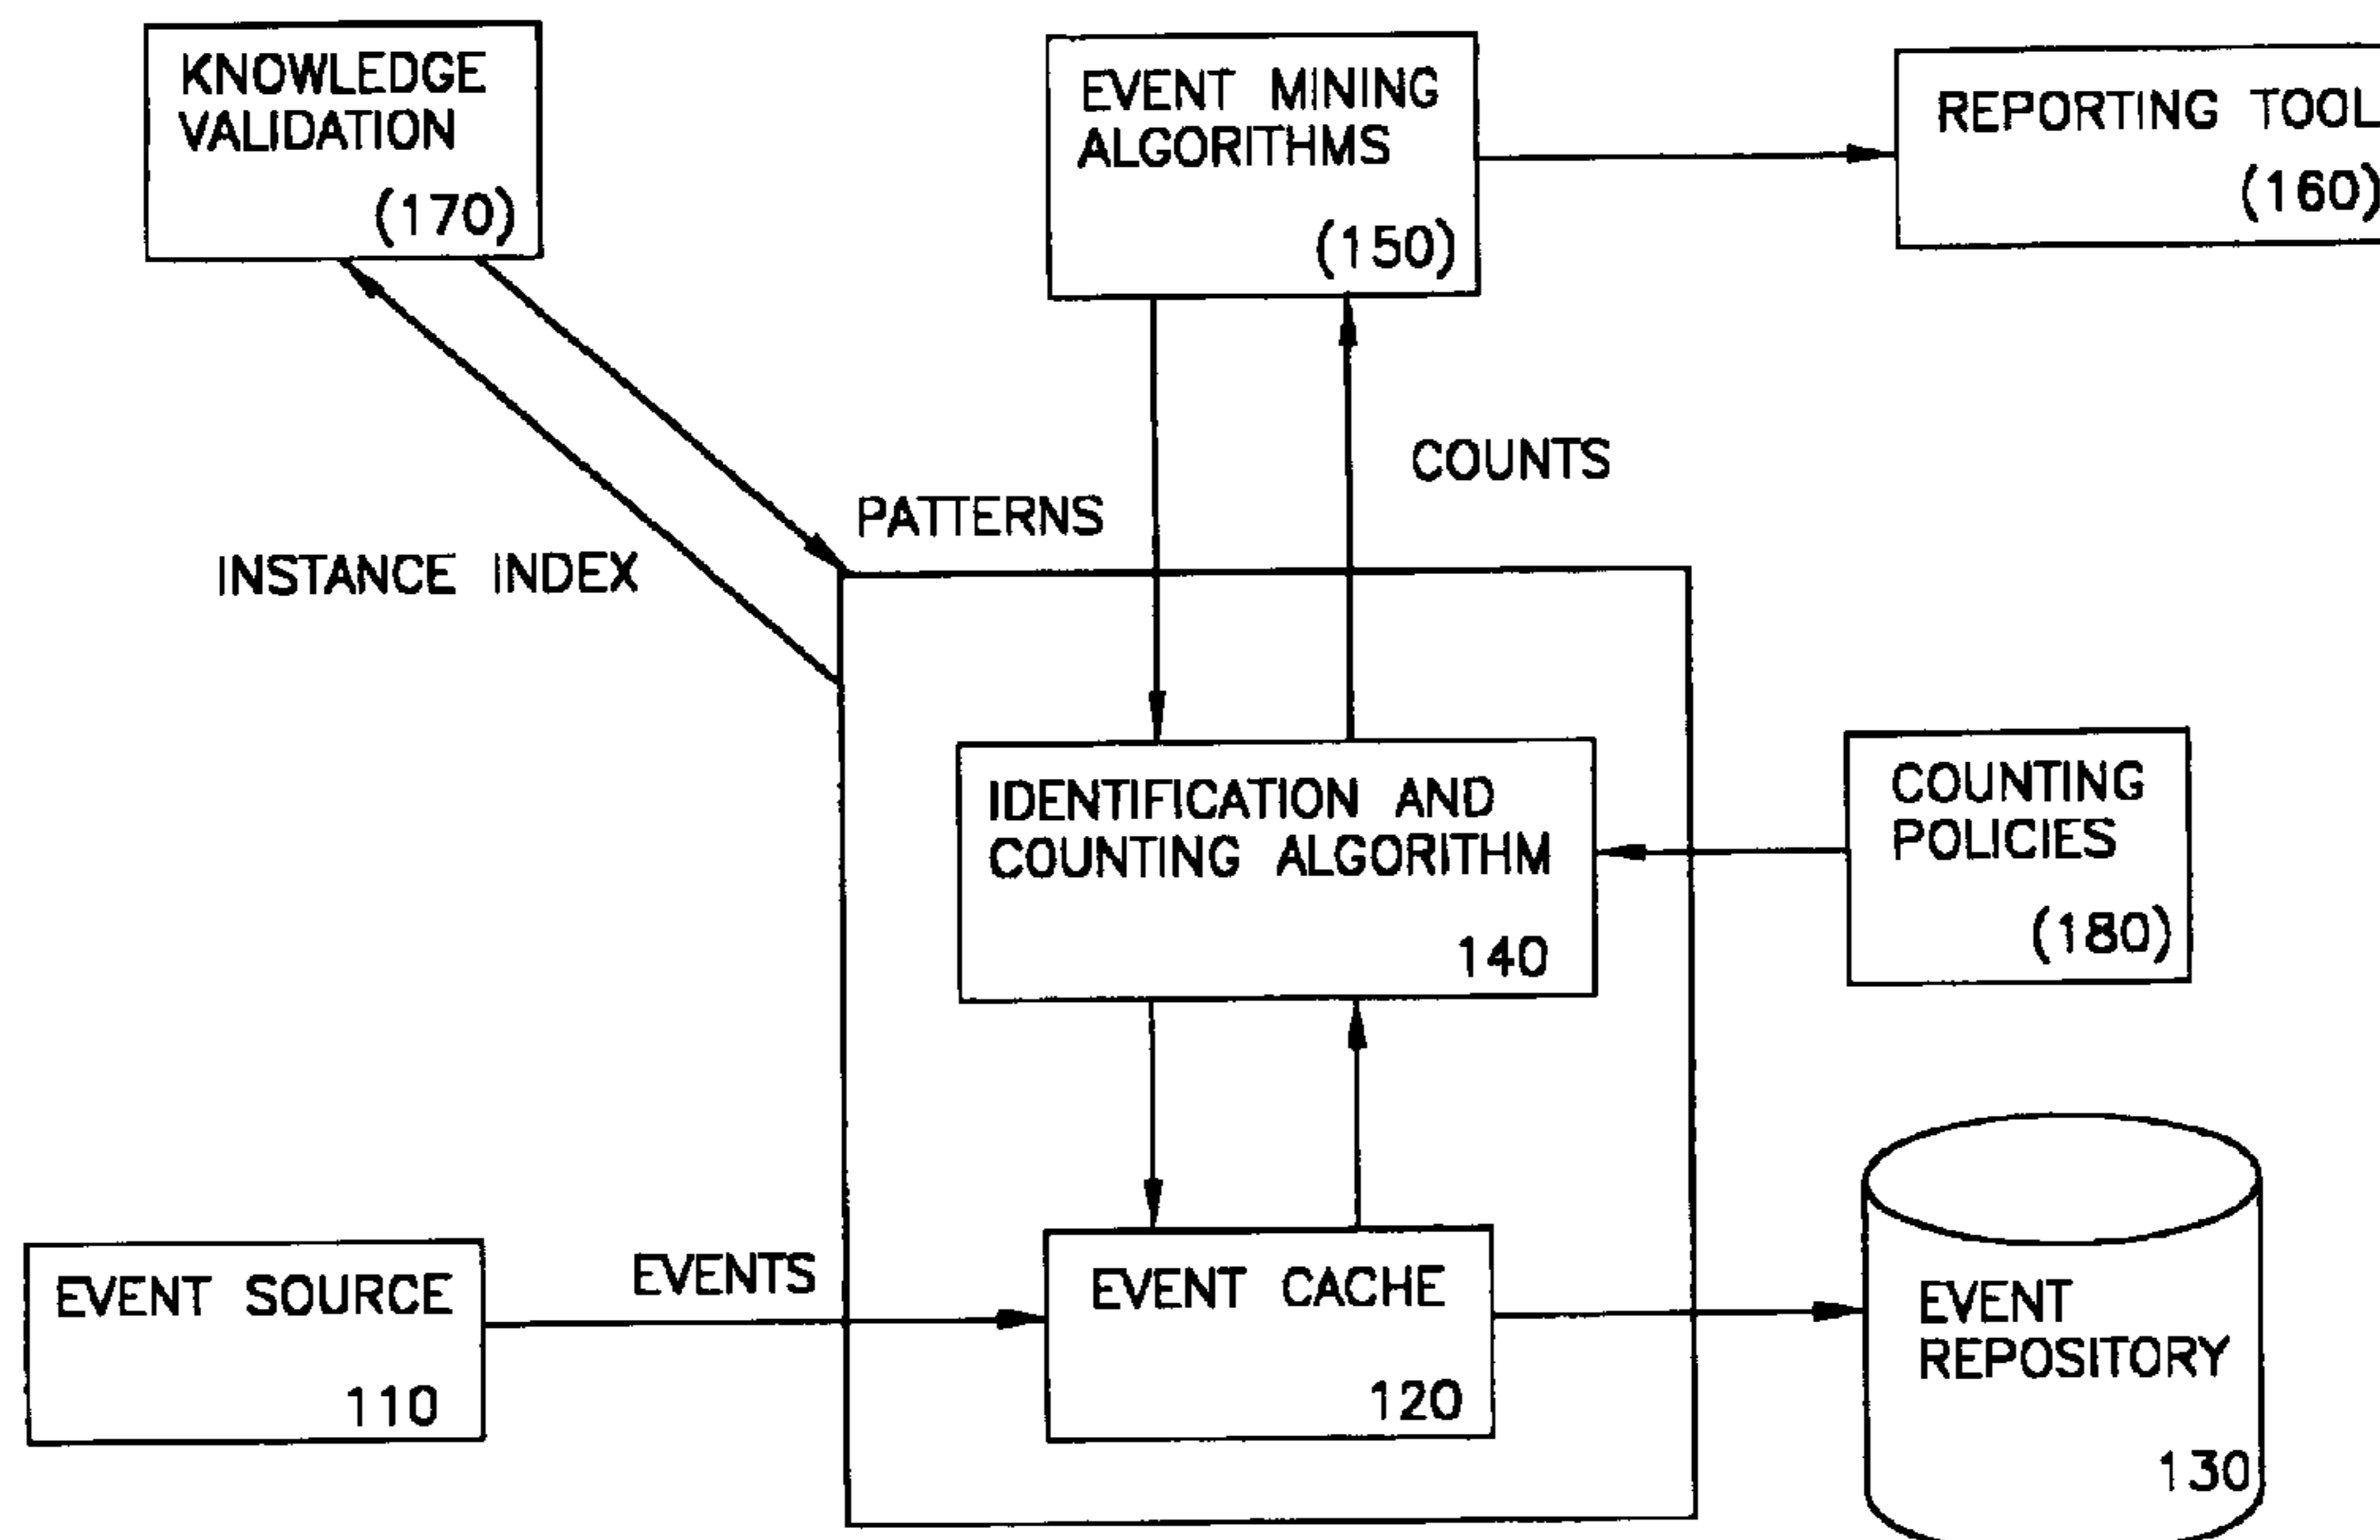 KNOWLEDGE
VALIDATION
(170)
EVENT MINING
ALGORITHMS
(150)
REPORTING TOOL
(160)
COUNTS
PATTERNS
INSTANCE INDEX
IDENTIFICATION AND
COUNTING ALGORITHM
140
COUNTING
POLICIES
(180)
EVENT SOURCE
110
EVENTS
EVENT CACHE
120
EVENT
REPOSITORY
130